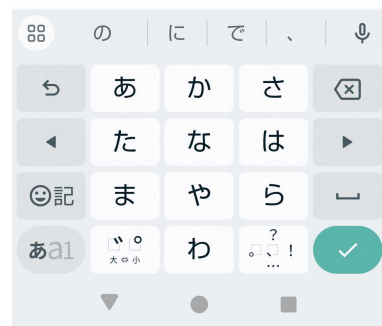 の に で 、
あ か さ
た な は
ま や ら
記
あa1 ゛゜ 大⇔小 わ 。、?!…